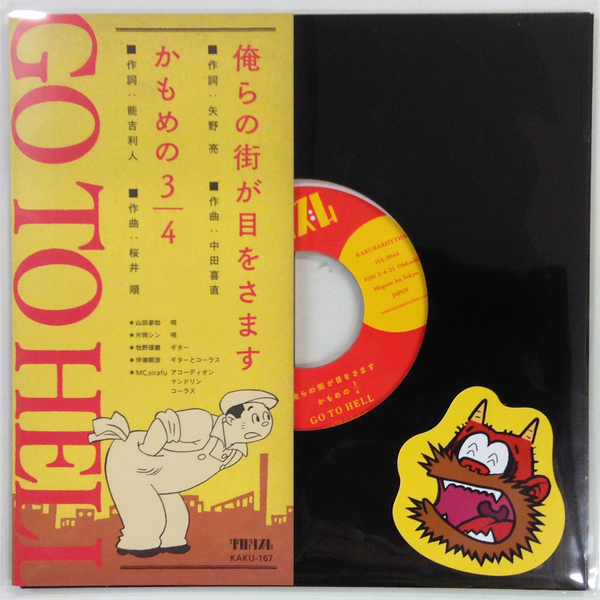 GO TO HELL
俺らの街が目をさます
■作詞：矢野 亮 ■作曲：中田喜直
かもめの3/4
■作詞：能吉利人 ■作曲：桜井 順
●山田参助 唄
●片岡シン 唄
●牧野琢磨 ギター
●伴瀬朝彦 ギターとコーラス
●MC.sirafu アコーディオン
マンドリン
コーラス
KAKU-167
KAKUBARHYTHM
JAPAN
俺らの街が目をさます
かもめの3/4
GO TO HELL